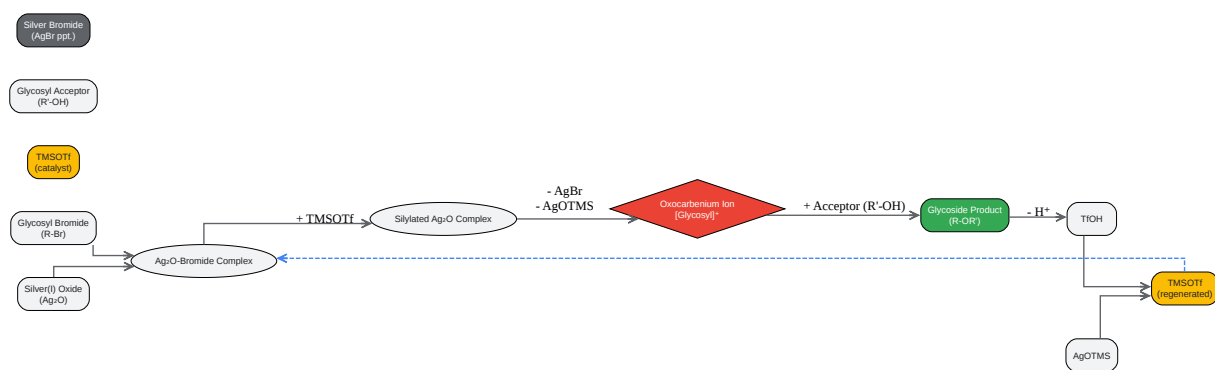 Silver Bromide
(AgBr ppt.)
Glycosyl Acceptor
(R'-OH)
TMSOTf
(catalyst)
Glycosyl Bromide
(R-Br)
Silver(I) Oxide
(Ag₂O)
Ag₂O-Bromide Complex
+ TMSOTf
Silylated Ag₂O Complex
- AgBr
- AgOTMS
Oxocarbenium Ion
[Glycosyl]⁺
+ Acceptor (R'-OH)
Glycoside Product
(R-OR')
- H⁺
TfOH
TMSOTf
(regenerated)
AgOTMS